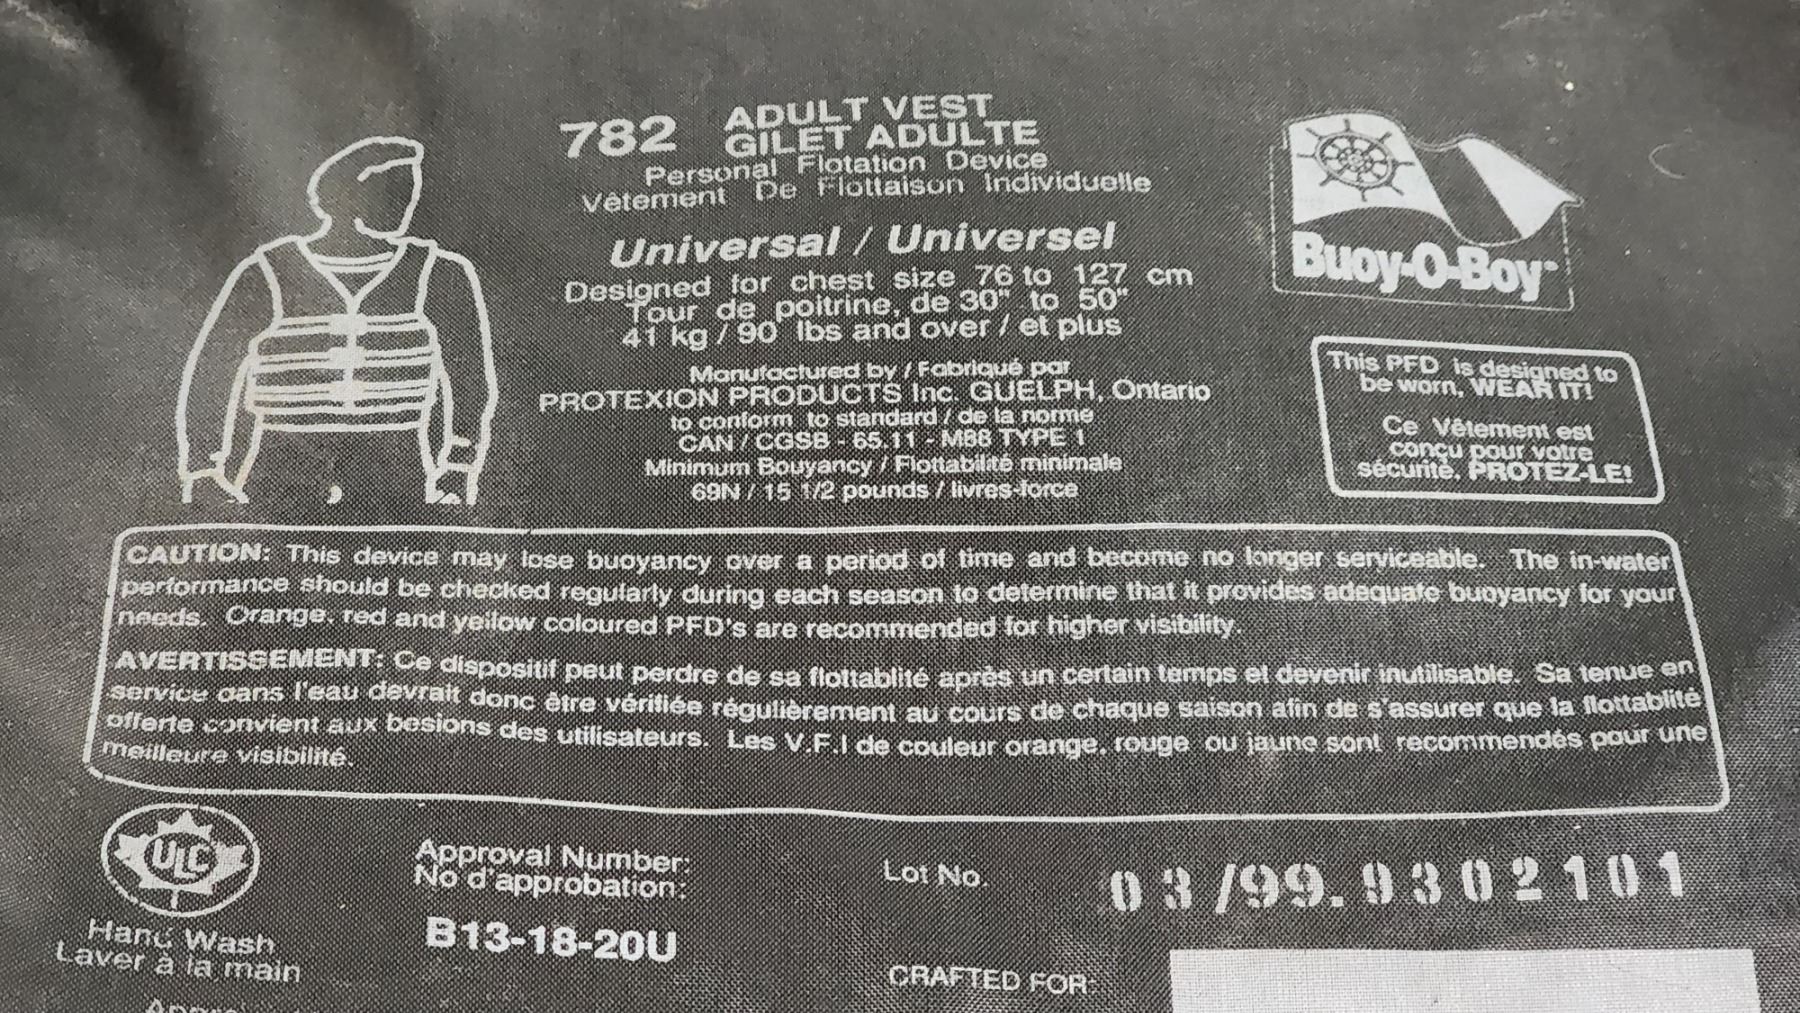 782 ADULT VEST
GILET ADULTE
Personal Flotation Device
Vêtement De Flottaison Individuelle
Universal / Universel
Designed for chest size 76 to 127 cm
Tour de poitrine, de 30" to 50"
41 kg / 90 lbs and over / et plus
Manufactured by / Fabriqué par
PROTEXION PRODUCTS Inc. GUELPH, Ontario
to conform to standard / de la norme
CAN / CGSB - 65.11 - M88 TYPE 1
Minimum Bouyancy / Flottabilité minimale
69N / 15 1/2 pounds / livres-force
Buoy-O-Boy
This PFD is designed to
be worn, WEAR IT!
Ce Vêtement est
conçu pour votre
sécurité. PROTEZ-LE!
CAUTION: This device may lose buoyancy over a period of time and become no longer serviceable. The in-water
performance should be checked regularly during each season to determine that it provides adequate buoyancy for your
needs. Orange, red and yellow coloured PFD's are recommended for higher visibility.
AVERTISSEMENT: Ce dispositif peut perdre de sa flottablité après un certain temps et devenir inutilisable. Sa tenue en
service dans l'eau devrait donc être vérifiée régulièrement au cours de chaque saison afin de s'assurer que la flottablité
offerte convient aux besions des utilisateurs. Les V.F.I de couleur orange, rouge ou jaune sont recommendés pour une
meilleure visibilité.
ULC
Hand Wash
Laver à la main
Approval Number:
No d'approbation:
B13-18-20U
Lot No. 03/99.9302101
CRAFTED FOR: